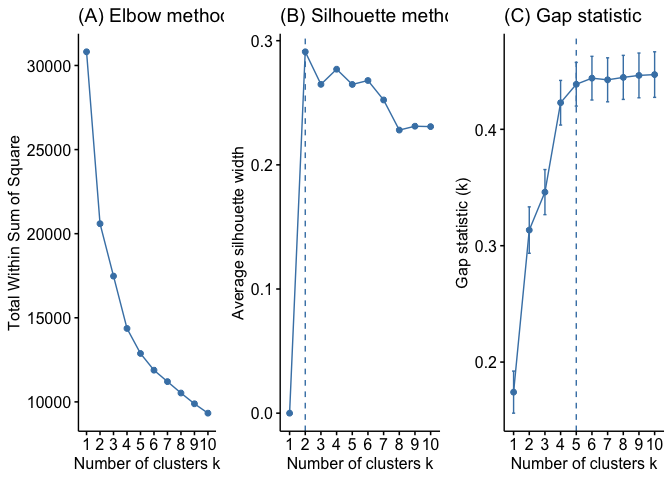 (A) Elbow method
(B) Silhouette metho
(C) Gap statistic
Total Within Sum of Square
30000
25000
20000
15000
10000
1 2 3 4 5 6 7 8 9 10
Number of clusters k
Average silhouette width
0.3
0.2
0.1
0.0
1 2 3 4 5 6 7 8 9 10
Number of clusters k
Gap statistic (k)
0.4
0.3
0.2
1 2 3 4 5 6 7 8 9 10
Number of clusters k